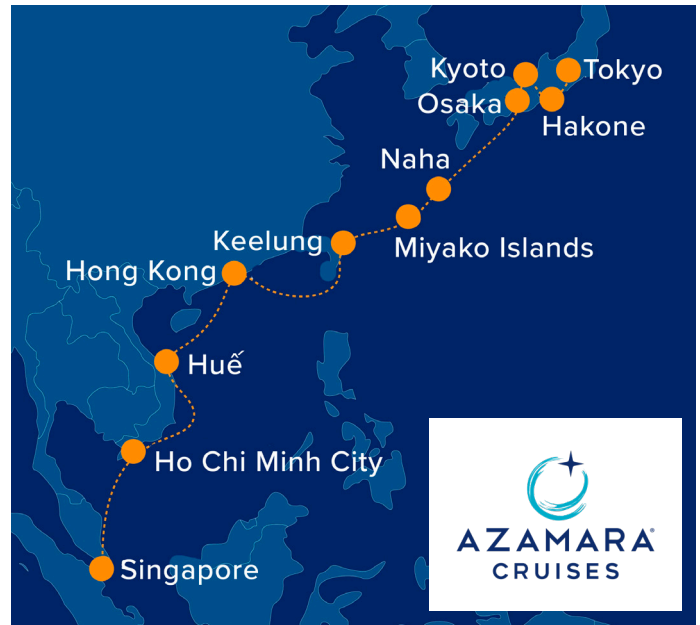 Kyoto
Tokyo
Osaka
Hakone
Naha
Keelung
Miyako Islands
Hong Kong
Huế
Ho Chi Minh City
Singapore
AZAMARA®
CRUISES